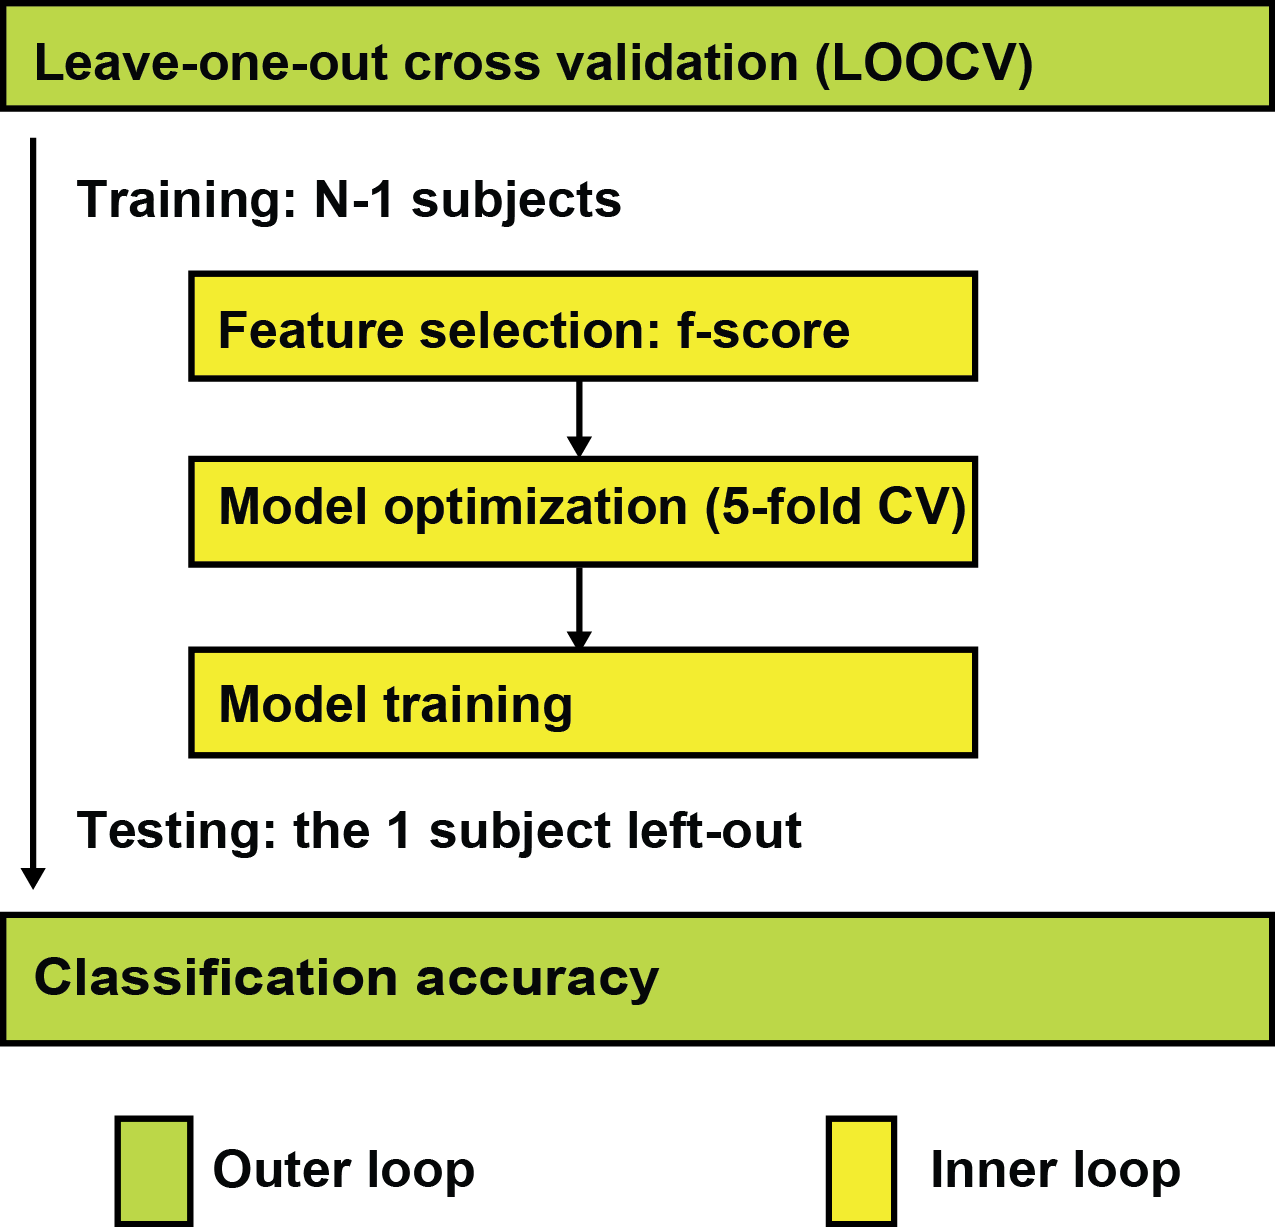 Leave-one-out cross validation (LOOCV)
Training: N-1 subjects
Feature selection: f-score
Model optimization (5-fold CV)
Model training
Testing: the 1 subject left-out
Classification accuracy
Outer loop
Inner loop